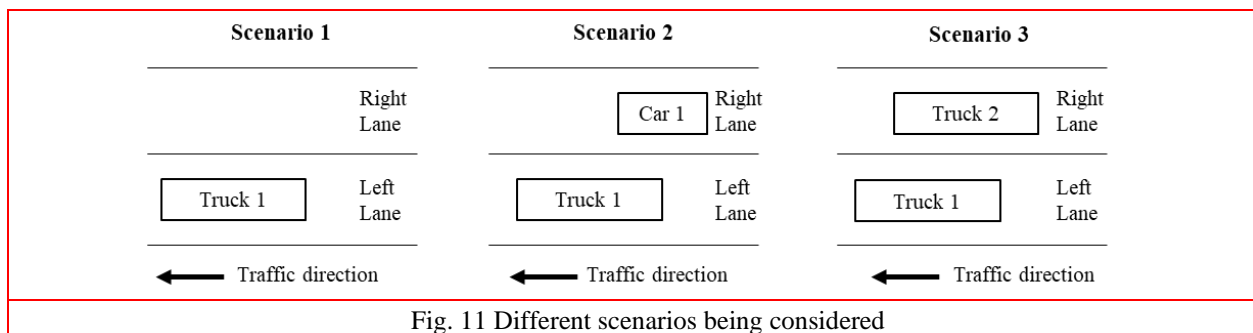 Scenario 1
Scenario 2
Scenario 3
Right
Lane
Car 1
Right
Lane
Truck 2
Right
Lane
Truck 1
Left
Lane
Truck 1
Left
Lane
Truck 1
Left
Lane
Traffic direction
Traffic direction
Traffic direction
Fig. 11 Different scenarios being considered